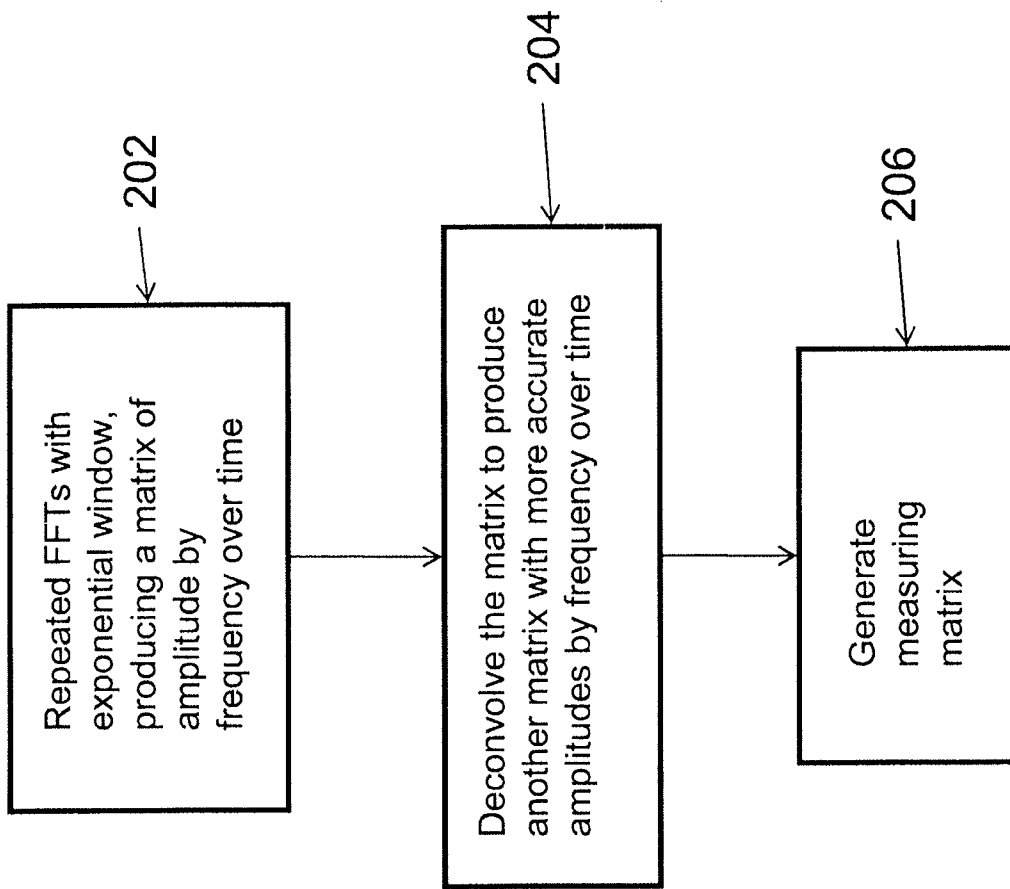 Repeated FFTs with
exponential window,
producing a matrix of
amplitude by
frequency over time
202
Deconvolve the matrix to produce
another matrix with more accurate
amplitudes by frequency over time
204
Generate
measuring
matrix
206